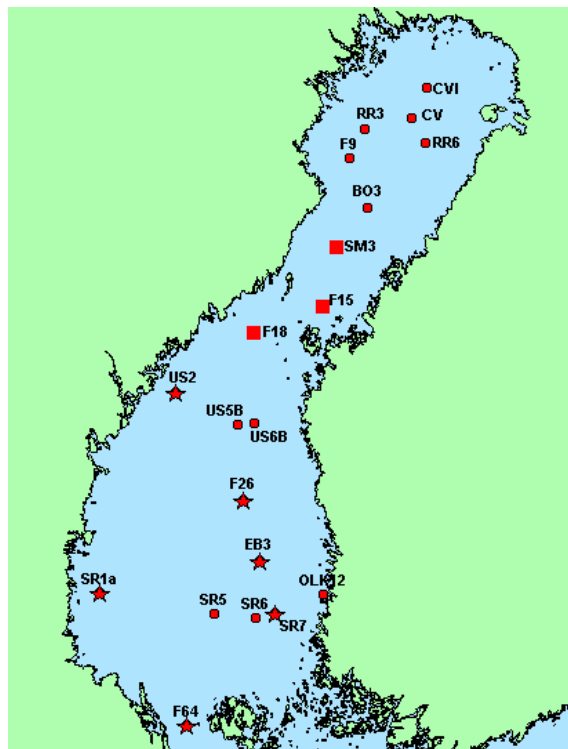 CVI
CV
RR3
RR6
F9
BO3
SM3
F15
F18
US2
US5B
US6B
F26
EB3
SR1a
OLK12
SR5
SR6
SR7
F64